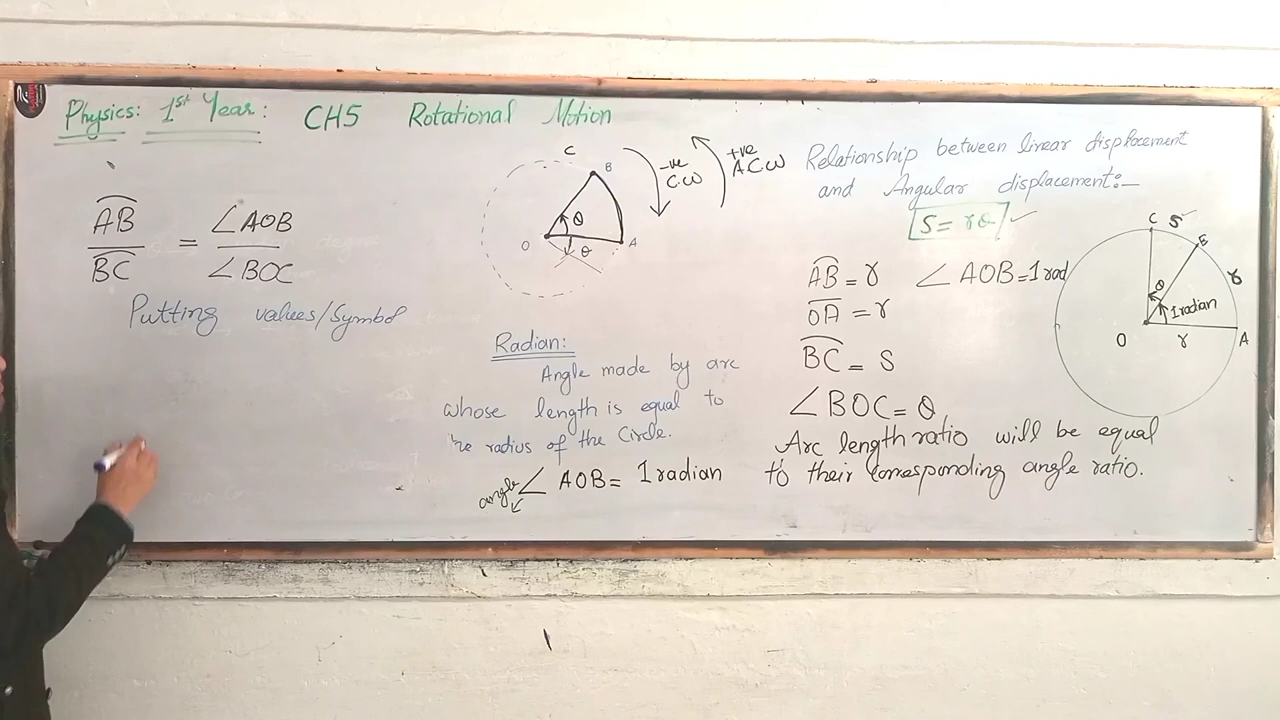 Physics: 1st Year: CH5 Rotational Motion
AB/BC = ∠AOB/∠BOC
Putting values/Symbol
C
B
θ
O
θ
A
-ve
C.W
+ve
A.C.W
Radian:
Angle made by arc
whose length is equal to
he radius of the Circle.
angle ∠ AOB = 1 radian
Relationship between linear displacement
and Angular displacement:—
S = rθ ✓
AB = r ∠ AOB = 1 rad
OA = r
BC = S
∠ BOC = θ
Arc length ratio will be equal
to their Corresponding angle ratio.
C
S
B
r
θ
1 radian
O
r
A